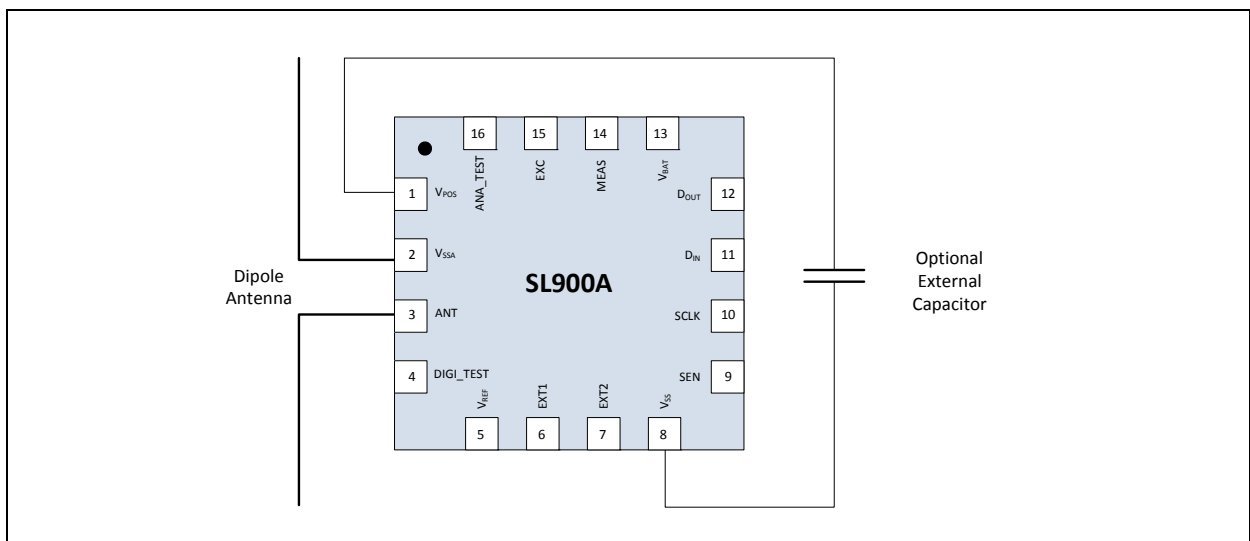 16
15
14
13
ANA_TEST
EXC
MEAS
VBAT
1
VPOS
DOUT
12
2
VSSA
DIN
11
Dipole
Antenna
SL900A
Optional
External
Capacitor
3
ANT
SCLK
10
4
DIGI_TEST
SEN
9
VREF
EXT1
EXT2
VSS
5
6
7
8